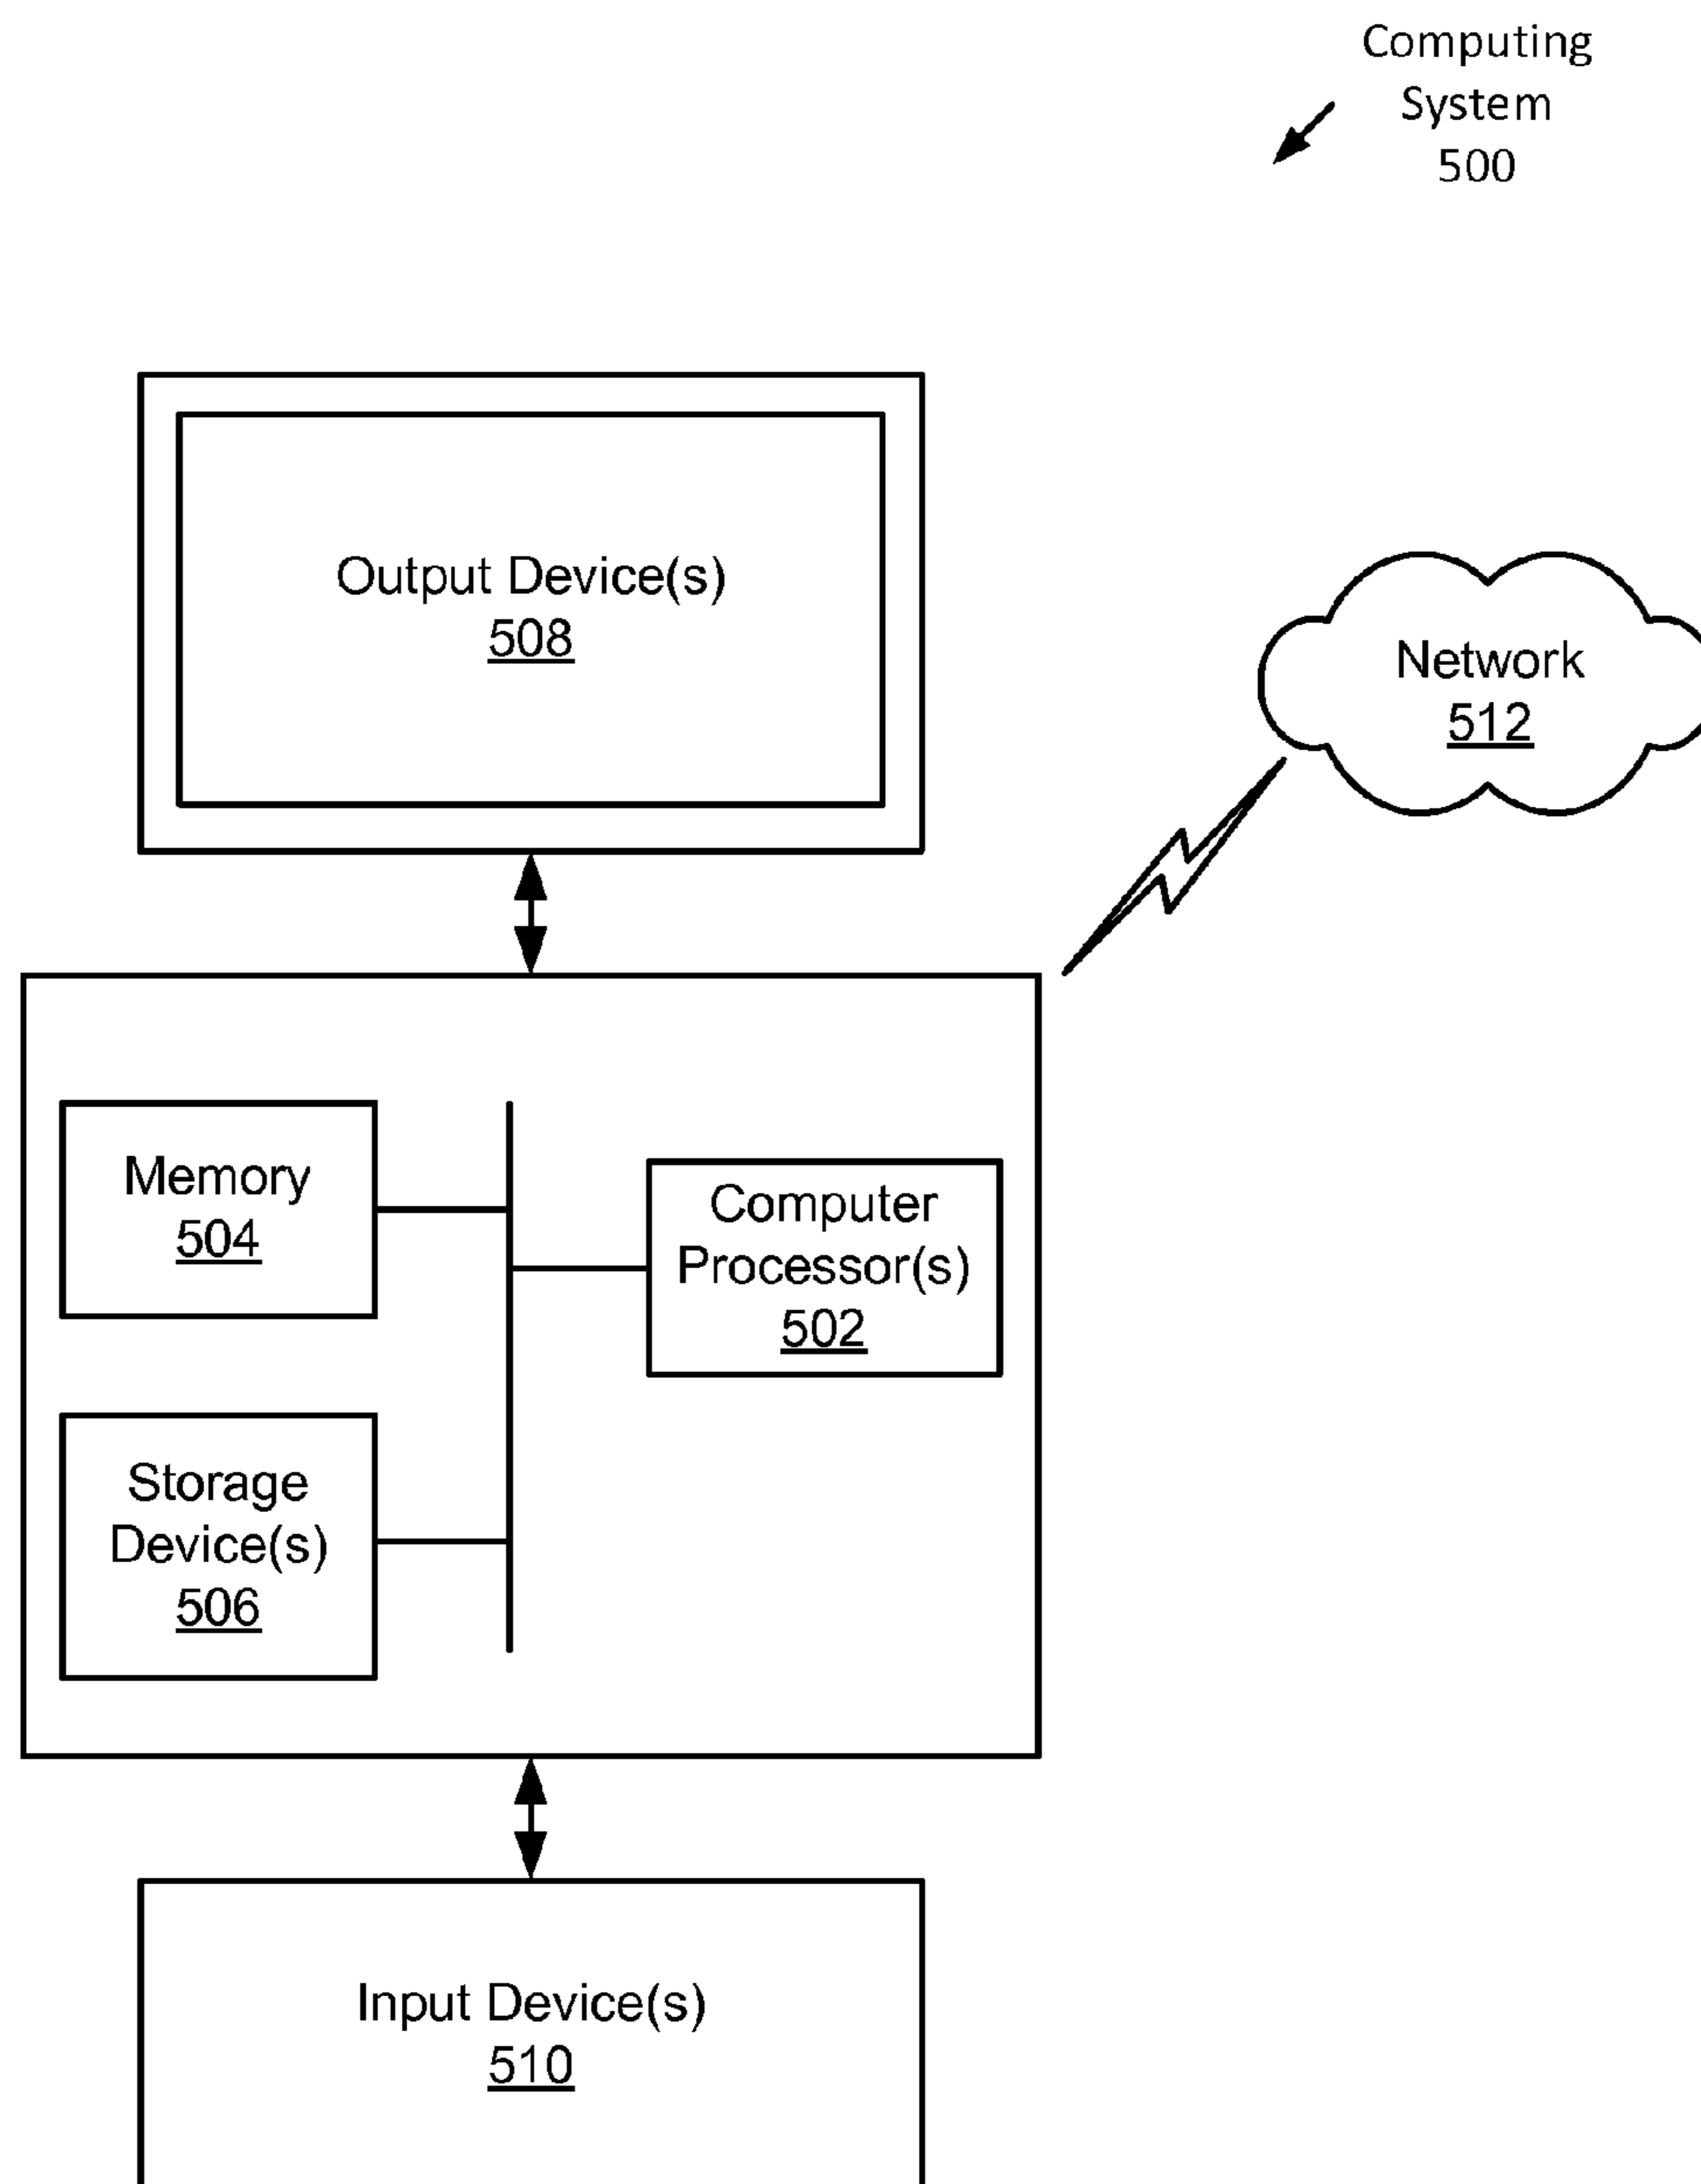 Computing
System
500
Output Device(s)
508
Network
512
Memory
504
Computer
Processor(s)
502
Storage
Device(s)
506
Input Device(s)
510